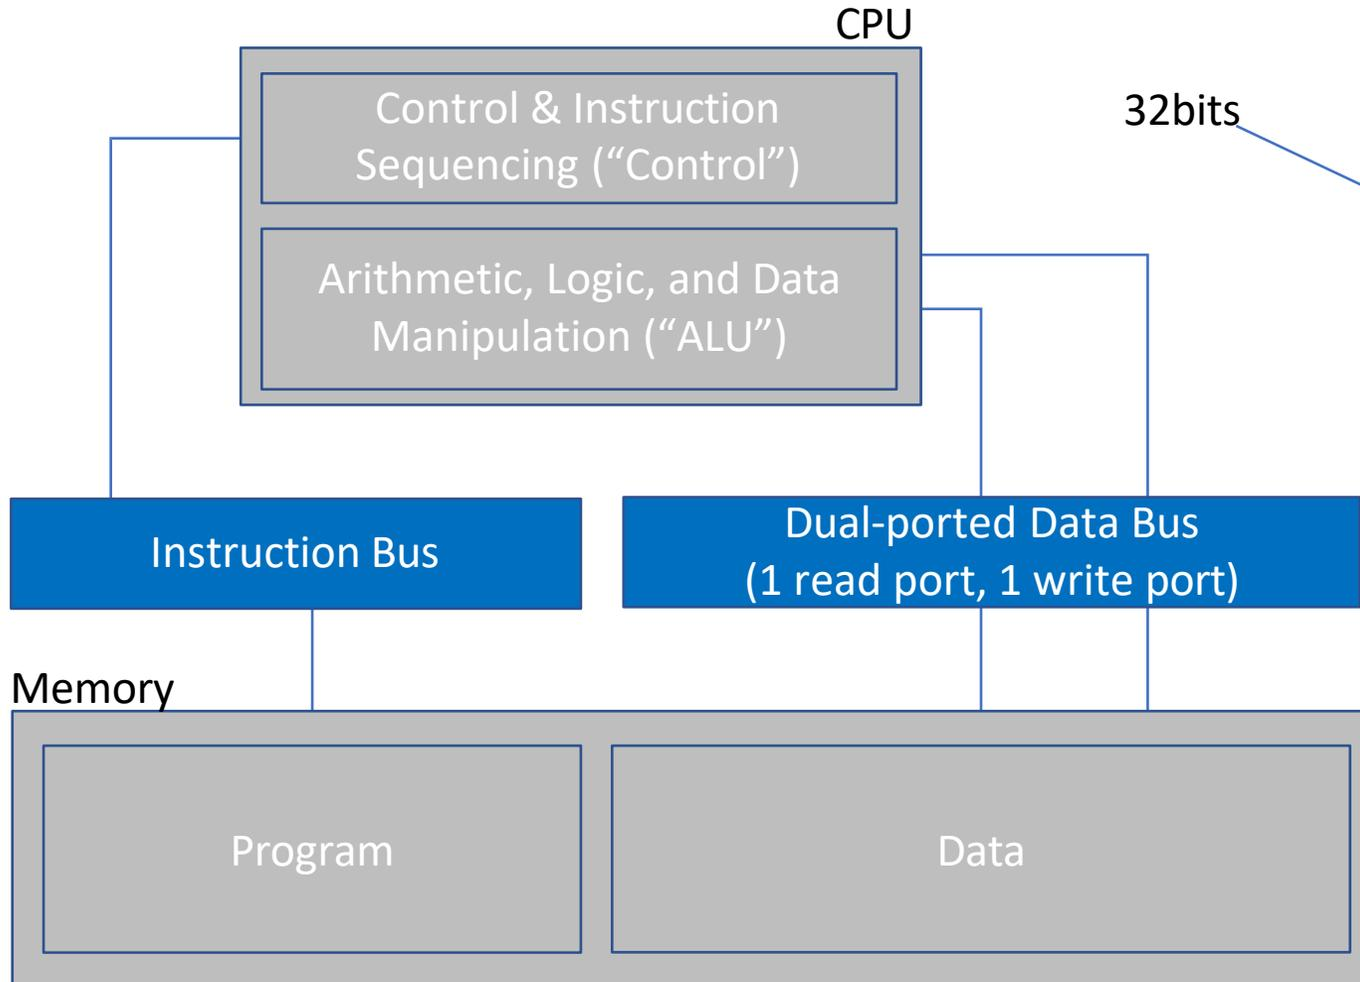 CPU
Control & Instruction
Sequencing (“Control”)
32bits
Arithmetic, Logic, and Data
Manipulation (“ALU”)
Instruction Bus
Dual-ported Data Bus
(1 read port, 1 write port)
Memory
Program
Data